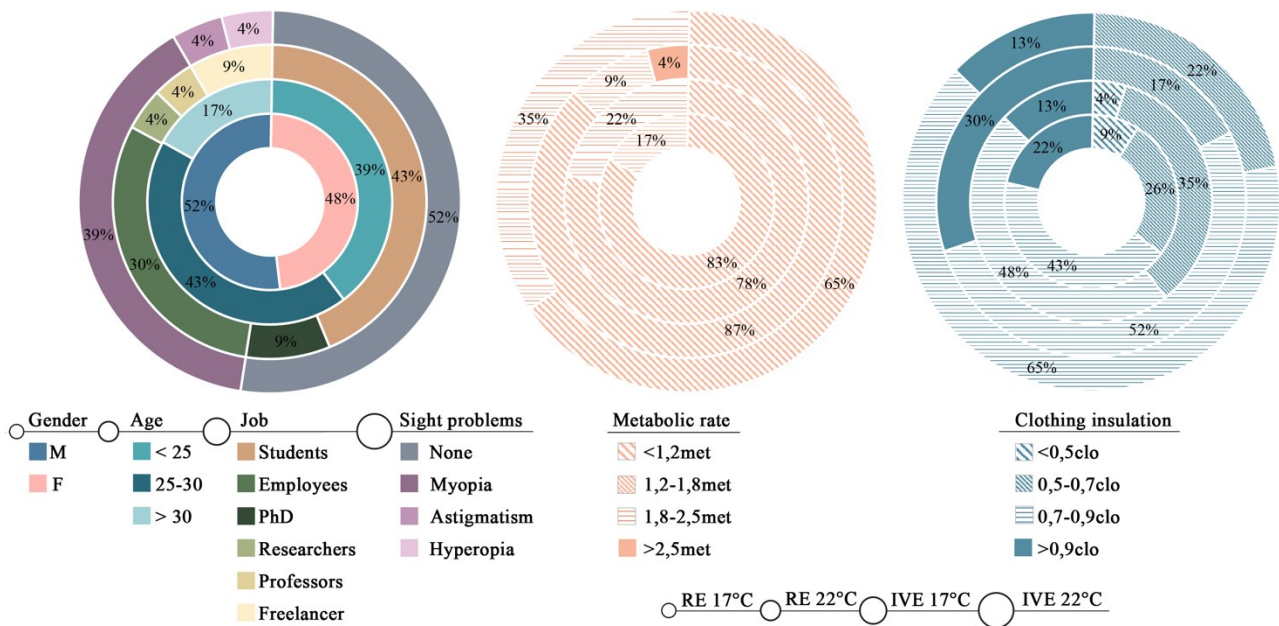 4%
4%
9%
4%
4%
17%
39%
43%
52%
48%
52%
39%
30%
43%
9%
4%
9%
35%
22%
17%
83%
78%
65%
87%
13%
22%
17%
4%
30%
13%
9%
22%
26%
35%
43%
48%
52%
65%
Gender Age Job Sight problems
M < 25 Students None
F 25-30 Employees Myopia
> 30 PhD Astigmatism
Researchers Hyperopia
Professors
Freelancer
Metabolic rate
<1,2met
1,2-1,8met
1,8-2,5met
>2,5met
Clothing insulation
<0,5clo
0,5-0,7clo
0,7-0,9clo
>0,9clo
RE 17°C RE 22°C IVE 17°C IVE 22°C